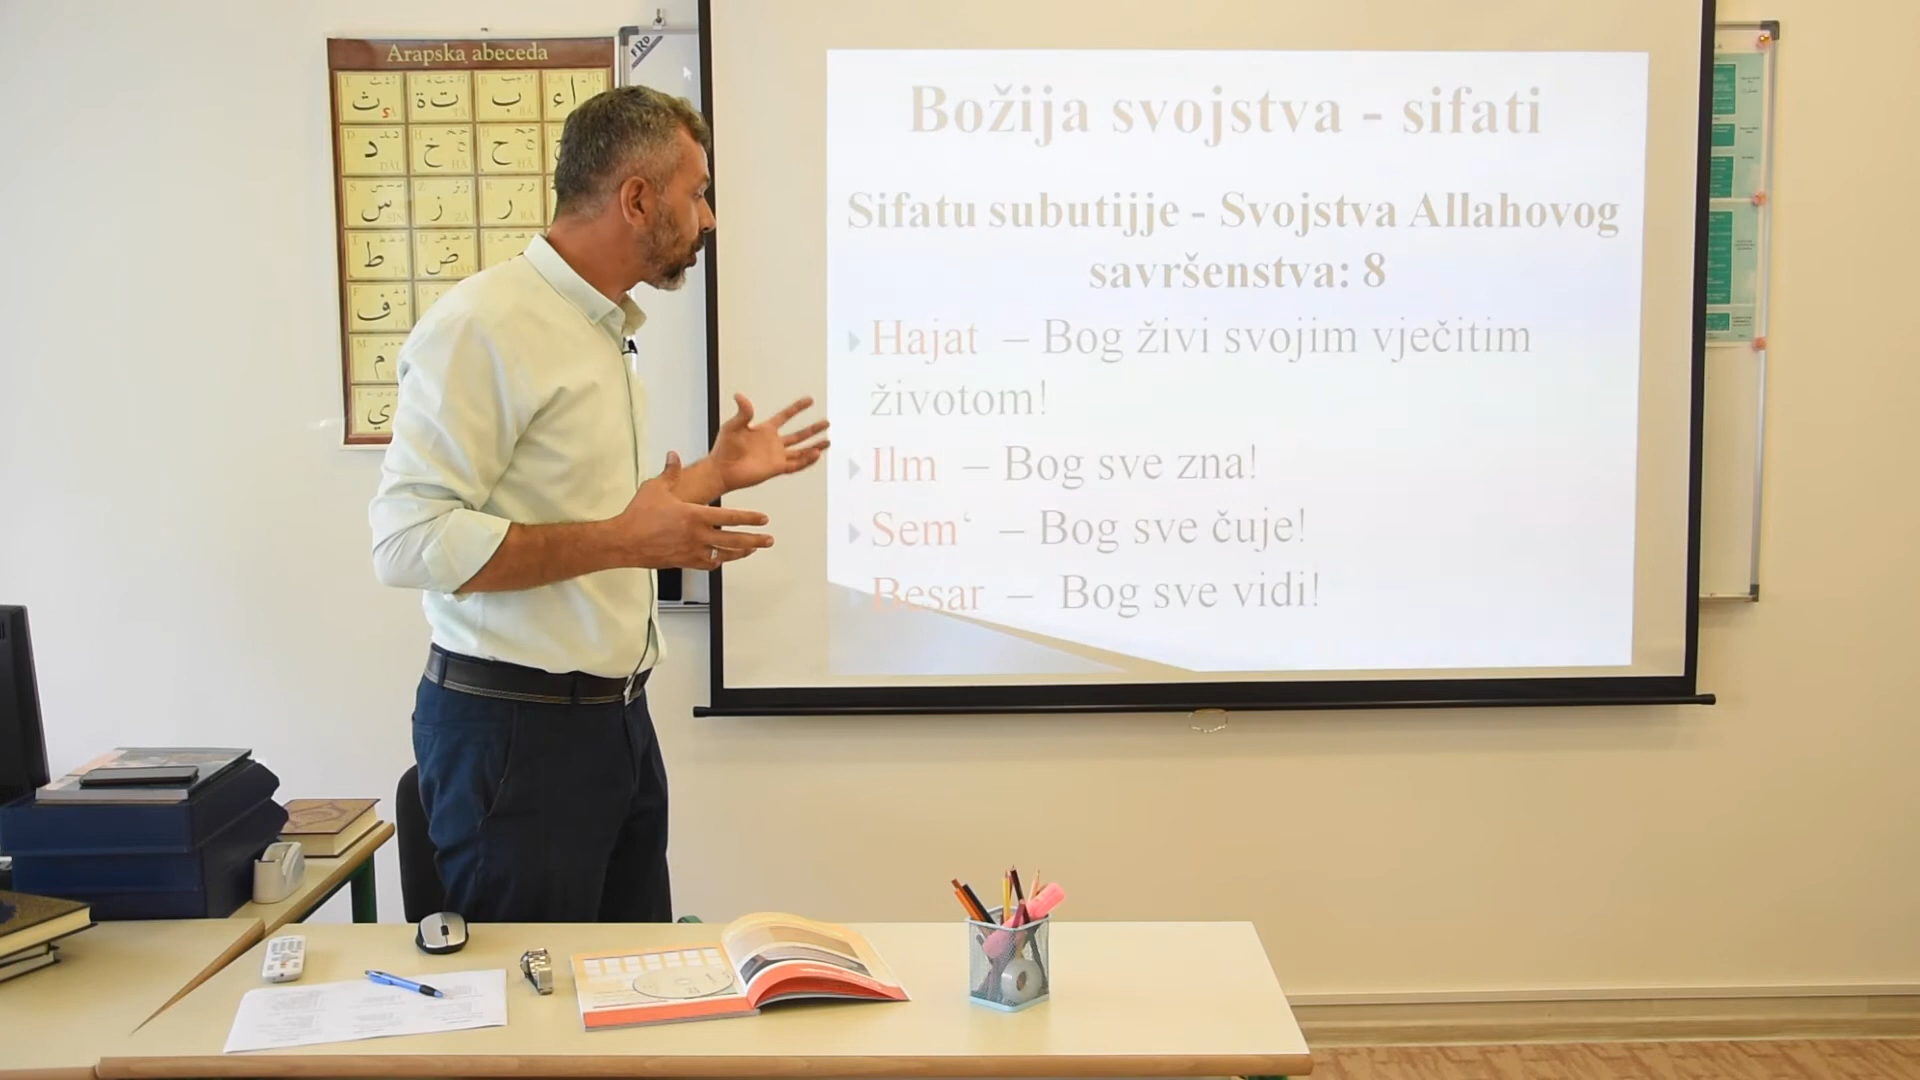 Arapska abeceda
ث ت ة ب ا ء
د خ ح
س ز ر
ط ض
ف
م
ي
FRD
Božija svojstva - sifati
Sifatu subutijje - Svojstva Allahovog
savršenstva: 8
Hajat – Bog živi svojim vječitim
životom!
Ilm – Bog sve zna!
Sem‘ – Bog sve čuje!
Besar – Bog sve vidi!